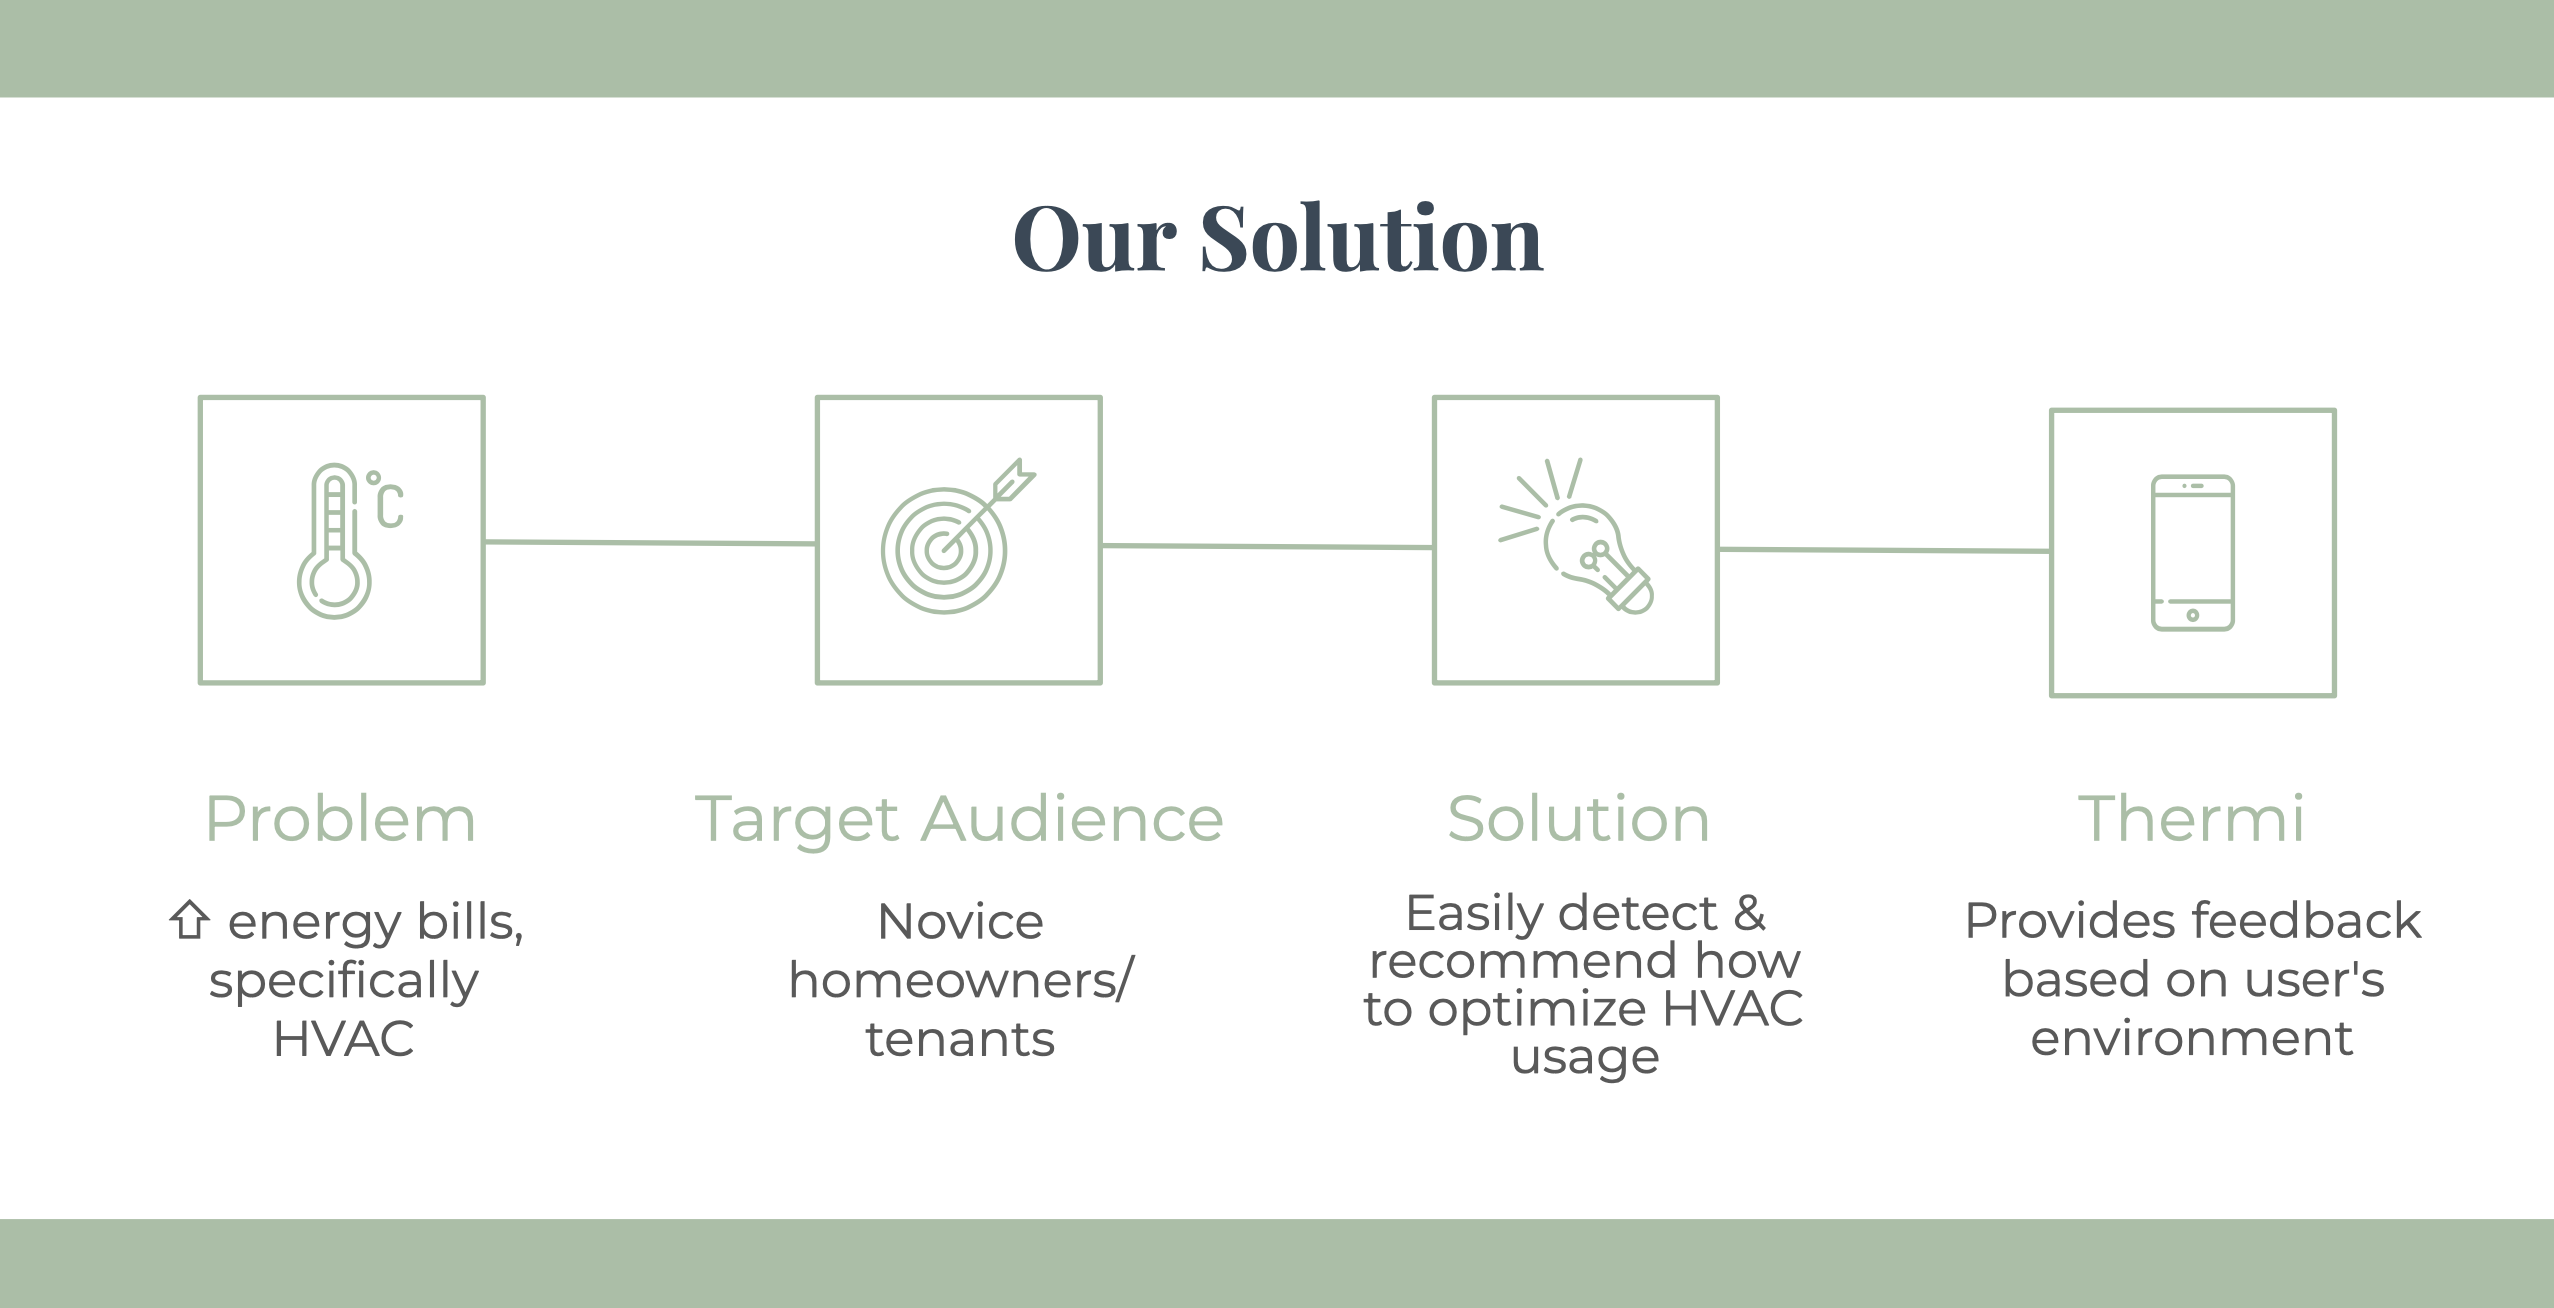 Our Solution
°C
Problem
⇧ energy bills,
specifically
HVAC
Target Audience
Novice
homeowners/
tenants
Solution
Easily detect &
recommend how
to optimize HVAC
usage
Thermi
Provides feedback
based on user's
environment